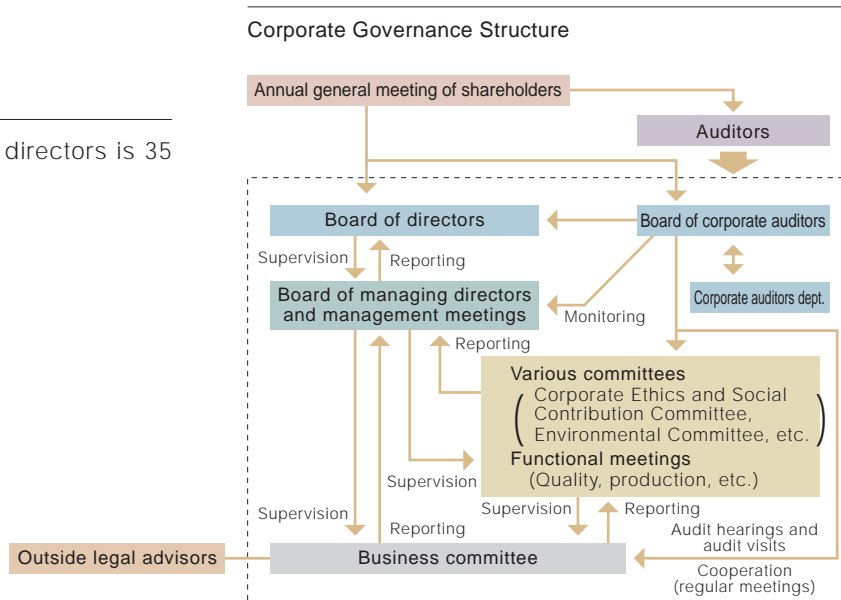 Corporate Governance Structure
directors is 35
Annual general meeting of shareholders
Auditors
Board of directors
Board of corporate auditors
Supervision
Reporting
Corporate auditors dept.
Board of managing directors
and management meetings
Monitoring
Reporting
Various committees
(Corporate Ethics and Social
Contribution Committee,
Environmental Committee, etc.)
Functional meetings
(Quality, production, etc.)
Supervision
Supervision
Reporting
Supervision
Reporting
Audit hearings and
audit visits
Outside legal advisors
Business committee
Cooperation
(regular meetings)